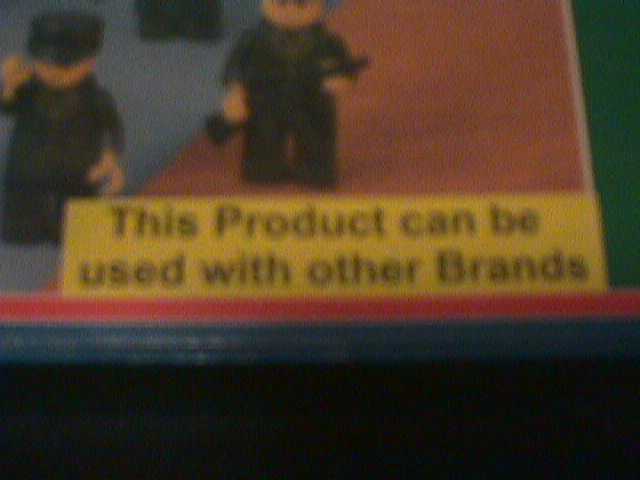 This Product can be
used with other Brands